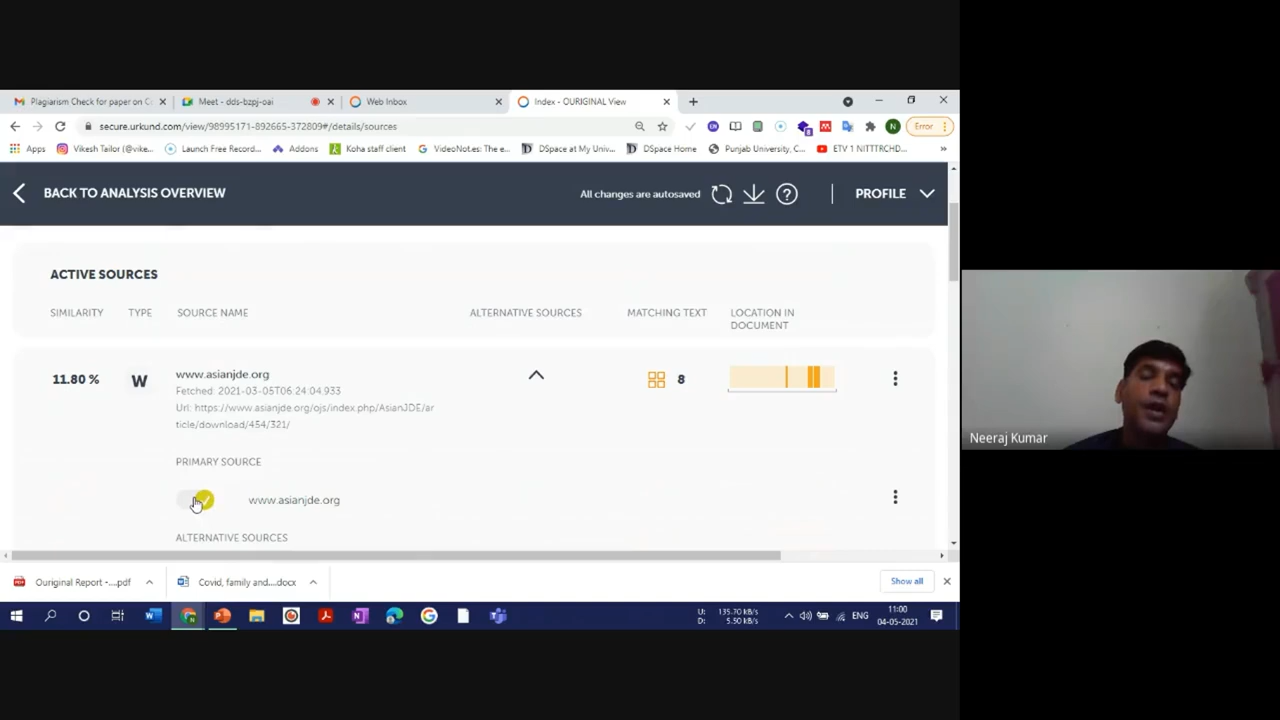 Plagiarism Check for paper on C
Meet - dds-bzpj-oai
Web Inbox
Index - OURIGINAL View
secure.urkund.com/view/98995171-892665-372809#/details/sources
Error
Apps
Vikesh Tailor (@vike...
Launch Free Record...
Addons
Koha staff client
VideoNot.es: The e...
DSpace at My Univ...
DSpace Home
Punjab University, C...
ETV 1 NITTTRCHD...
BACK TO ANALYSIS OVERVIEW
All changes are autosaved
PROFILE
ACTIVE SOURCES
SIMILARITY TYPE SOURCE NAME ALTERNATIVE SOURCES MATCHING TEXT LOCATION IN
DOCUMENT
11.80 % W www.asianjde.org 8
Fetched: 2021-03-05T06:24:04.933
Url: https://www.asianjde.org/ojs/index.php/AsianJDE/ar
ticle/download/454/321/
PRIMARY SOURCE
www.asianjde.org
ALTERNATIVE SOURCES
Neeraj Kumar
Ouriginal Report -....pdf
Covid, family and....docx
Show all
U: 135.70 kB/s
D: 5.50 kB/s
ENG
11:00
04-05-2021